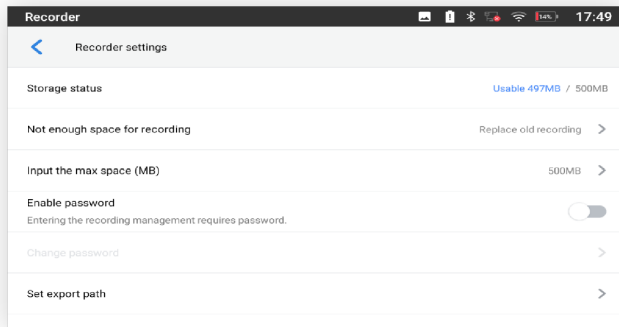 Recorder 14% 17:49
Recorder settings
Storage status Usable 497MB / 500MB
Not enough space for recording Replace old recording
Input the max space (MB) 500MB
Enable password
Entering the recording management requires password.
Change password
Set export path